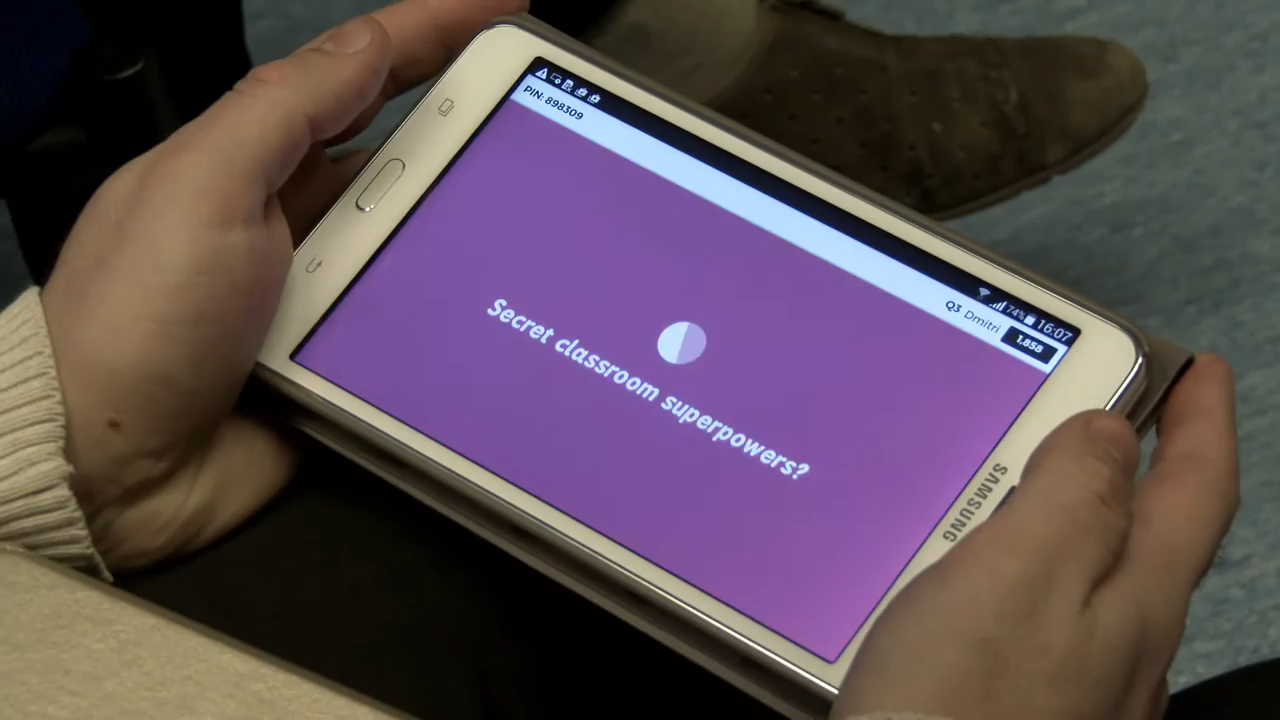 PIN: 898309
74% 16:07
Q3 Dmitri 1,858
Secret classroom superpowers?
SAMSUNG